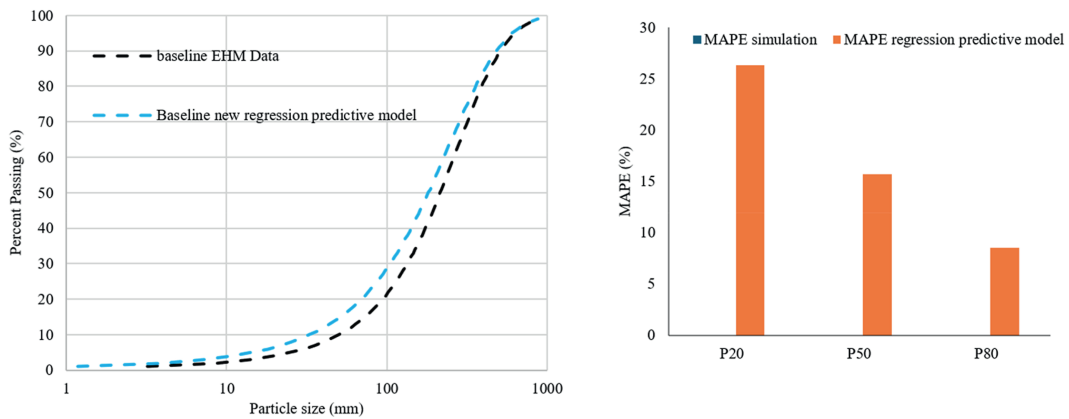 100
90
80
70
60
50
40
30
20
10
0
Percent Passing (%)
baseline EHM Data
Baseline new regression predictive model
1
10
100
1000
Particle size (mm)
30
25
20
15
10
5
0
MAPE (%)
MAPE simulation
MAPE regression predictive model
P20
P50
P80